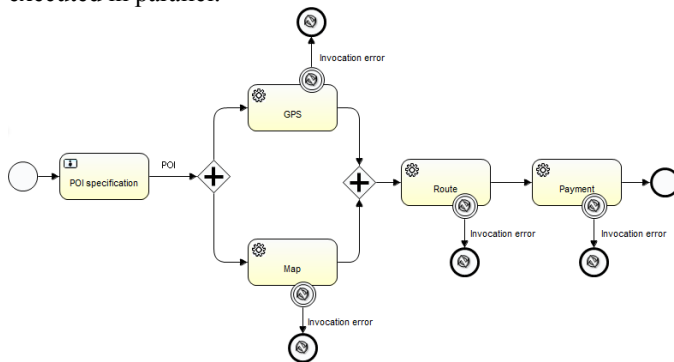 executed in parallel.
Invocation error
GPS
POI specification
POI
Route
Payment
Invocation error
Invocation error
Map
Invocation error